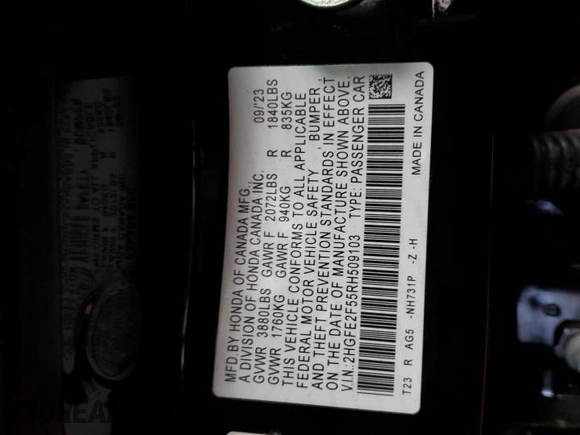 MFD.BY HONDA OF CANADA MFG., 09/'23
A DIVISION OF HONDA CANADA INC.
GVWR 3880LBS GAWR F 2072LBS R 1840LBS
GVWR 1760KG GAWR F 940KG R 835KG
THIS VEHICLE CONFORMS TO ALL APPLICABLE
FEDERAL MOTOR VEHICLE SAFETY, BUMPER,
AND THEFT PREVENTION STANDARDS IN EFFECT
ON THE DATE OF MANUFACTURE SHOWN ABOVE.
V.I.N.:2HGFE2F55RH509103 TYPE: PASSENGER CAR
T23 R AG5 -NH731P -Z -H MADE IN CANADA